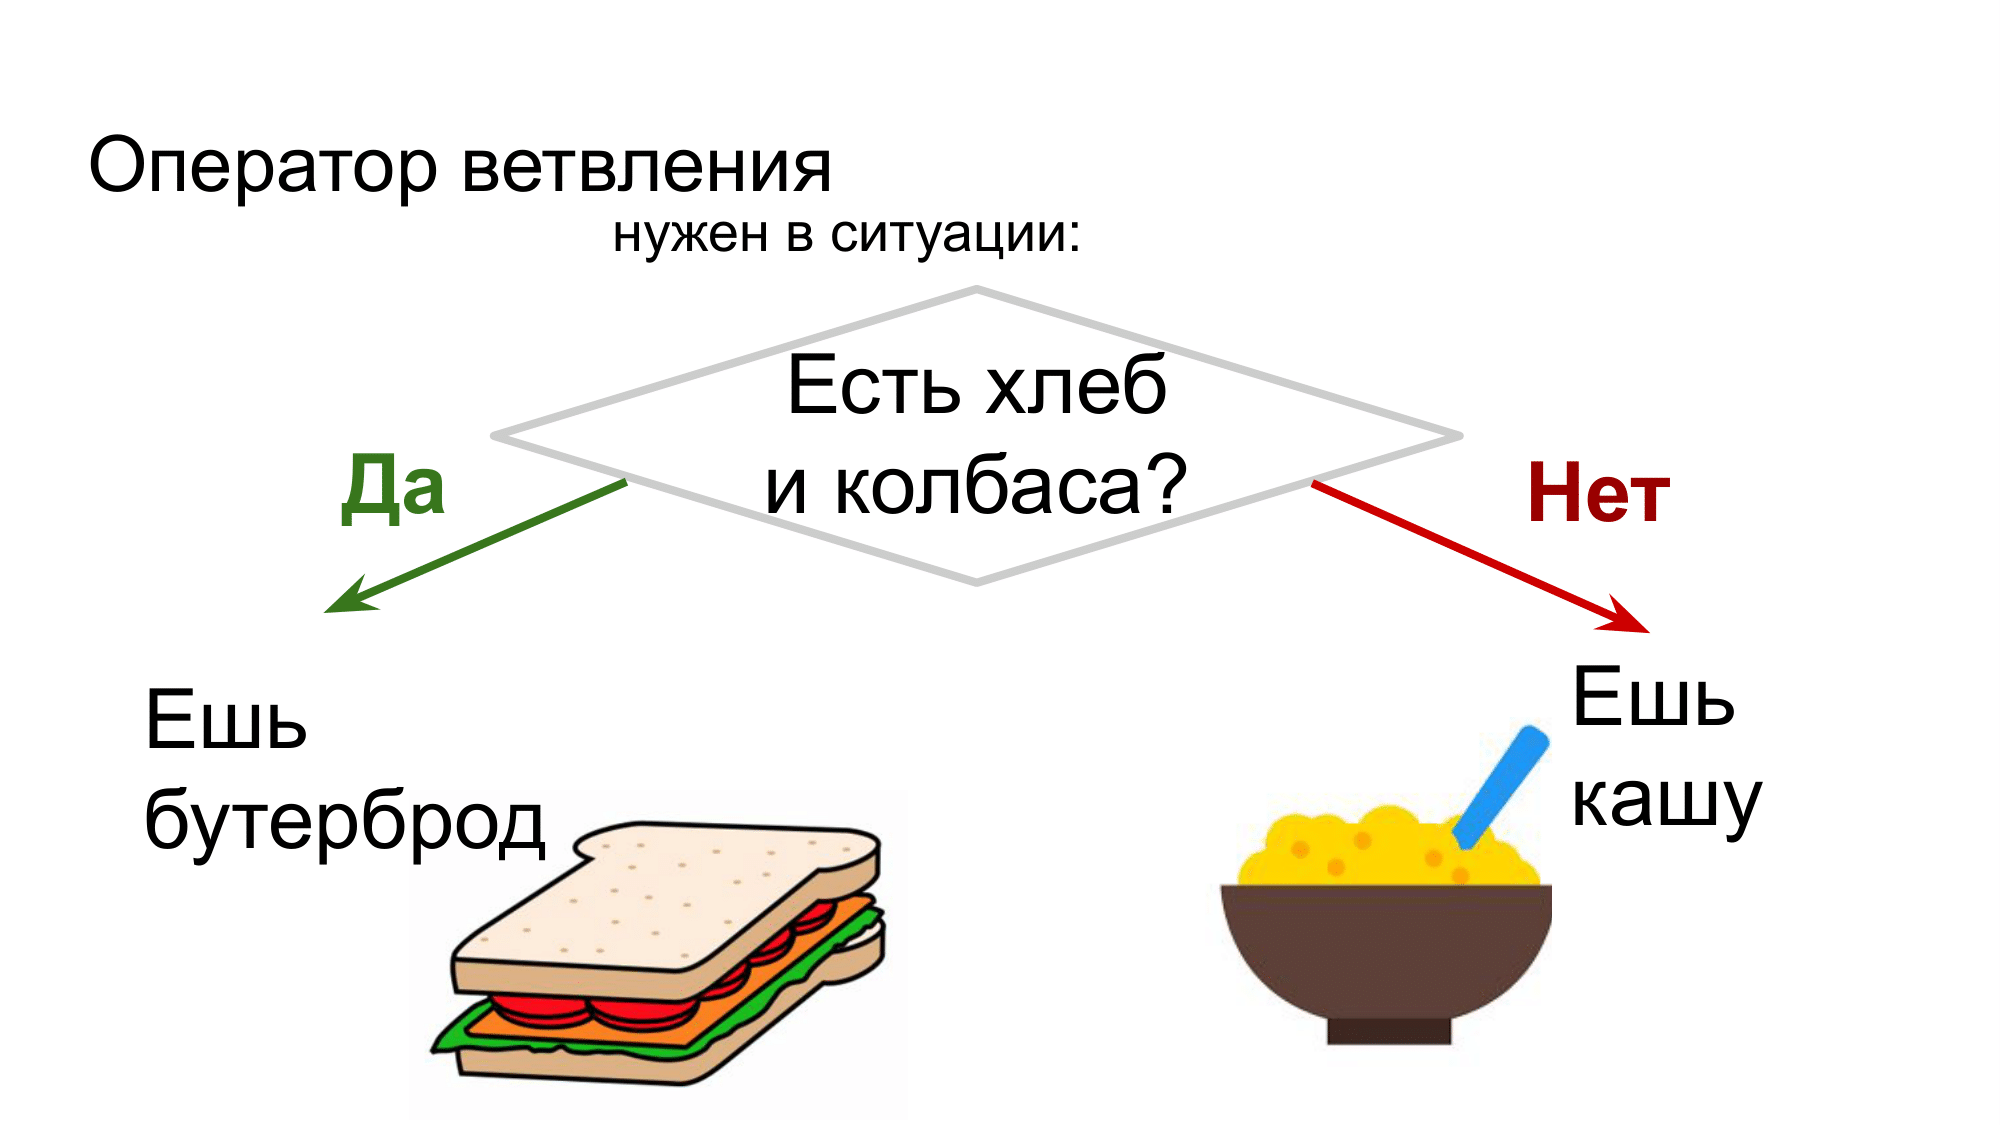 Оператор ветвления
нужен в ситуации:
Есть хлеб
и колбаса?
Да
Нет
Ешь
бутерброд
Ешь
кашу